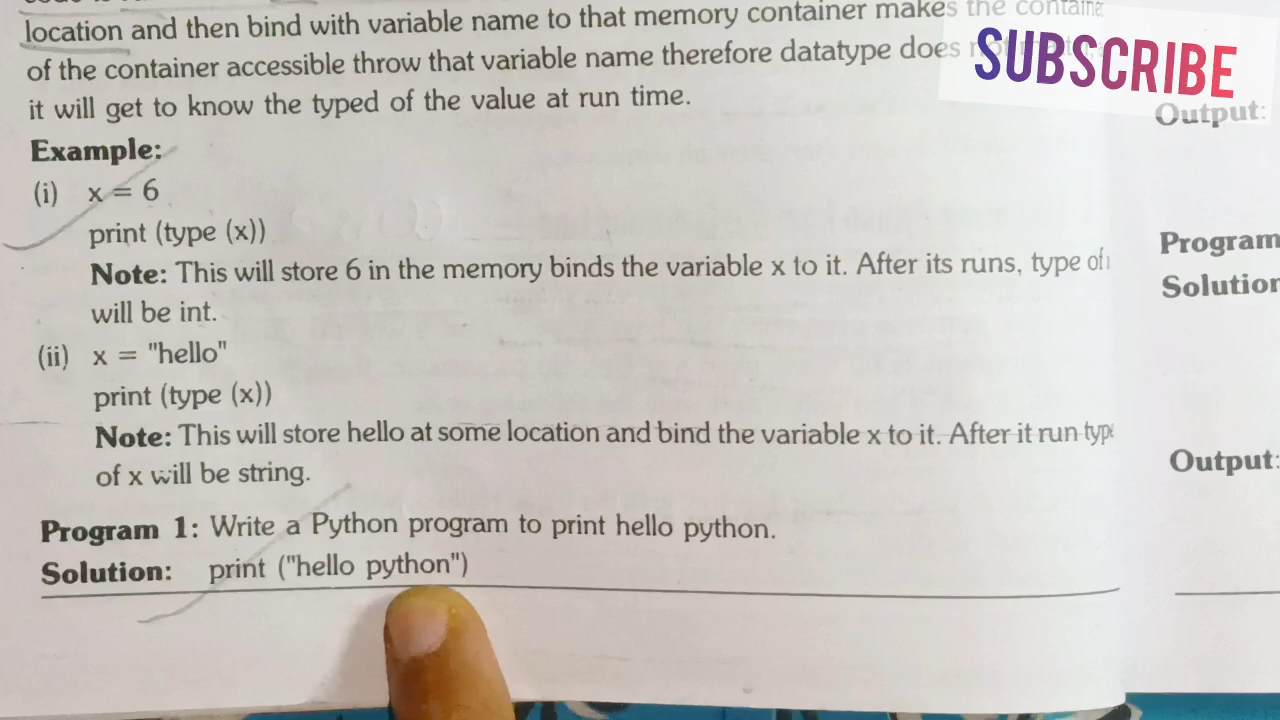 location and then bind with variable name to that memory container makes the
of the container accessible throw that variable name therefore datatype does
it will get to know the typed of the value at run time.
Example:
(i) x = 6
print (type (x))
Note: This will store 6 in the memory binds the variable x to it. After its runs, type of
will be int.
(ii) x = "hello"
print (type (x))
Note: This will store hello at some location and bind the variable x to it. After it run type
of x will be string.
Program 1: Write a Python program to print hello python.
Solution: print ("hello python")
SUBSCRIBE
Output:
Program
Solution
Output: